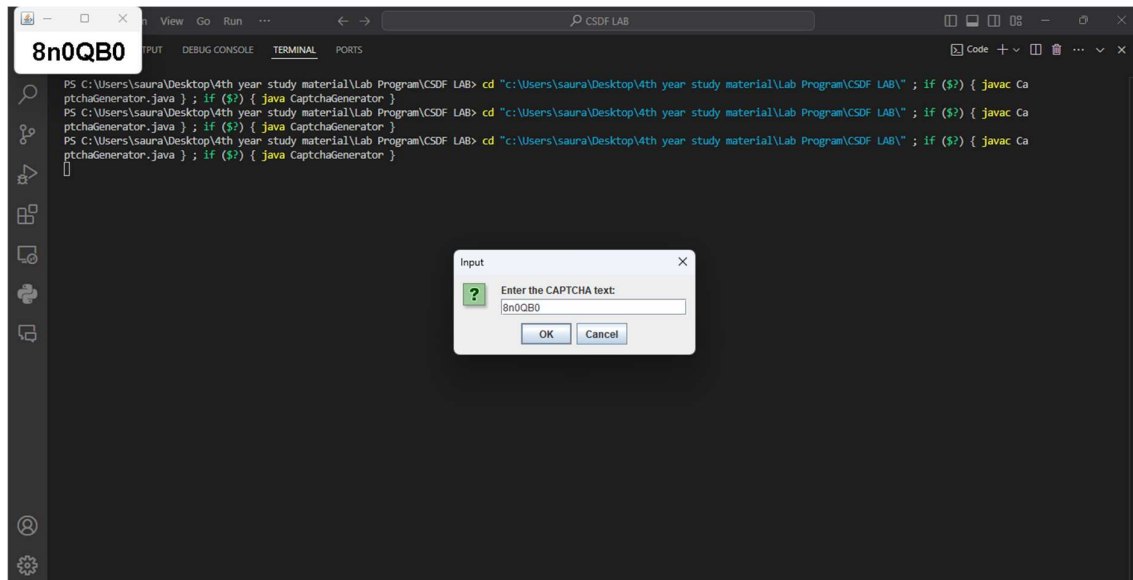 n View Go Run ...
CSDF LAB
8n0QB0
TPUT DEBUG CONSOLE TERMINAL PORTS
Code
PS C:\Users\saura\Desktop\4th year study material\Lab Program\CSDF LAB> cd "c:\Users\saura\Desktop\4th year study material\Lab Program\CSDF LAB\" ; if ($?) { javac Ca
ptchaGenerator.java } ; if ($?) { java CaptchaGenerator }
PS C:\Users\saura\Desktop\4th year study material\Lab Program\CSDF LAB> cd "c:\Users\saura\Desktop\4th year study material\Lab Program\CSDF LAB\" ; if ($?) { javac Ca
ptchaGenerator.java } ; if ($?) { java CaptchaGenerator }
PS C:\Users\saura\Desktop\4th year study material\Lab Program\CSDF LAB> cd "c:\Users\saura\Desktop\4th year study material\Lab Program\CSDF LAB\" ; if ($?) { javac Ca
ptchaGenerator.java } ; if ($?) { java CaptchaGenerator }
Input
Enter the CAPTCHA text:
8n0QB0
OK Cancel